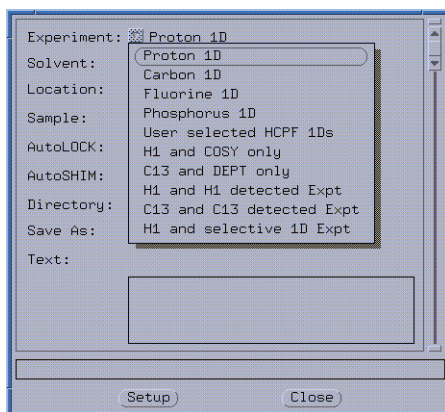 Experiment: Proton 1D
Proton 1D
Solvent:
Carbon 1D
Location:
Fluorine 1D
Sample:
Phosphorus 1D
User selected HCPF 1Ds
AutoLOCK:
H1 and COSY only
C13 and DEPT only
AutoSHIM:
H1 and H1 detected Expt
Directory:
C13 and C13 detected Expt
Save As:
H1 and selective 1D Expt
Text:
Setup
Close